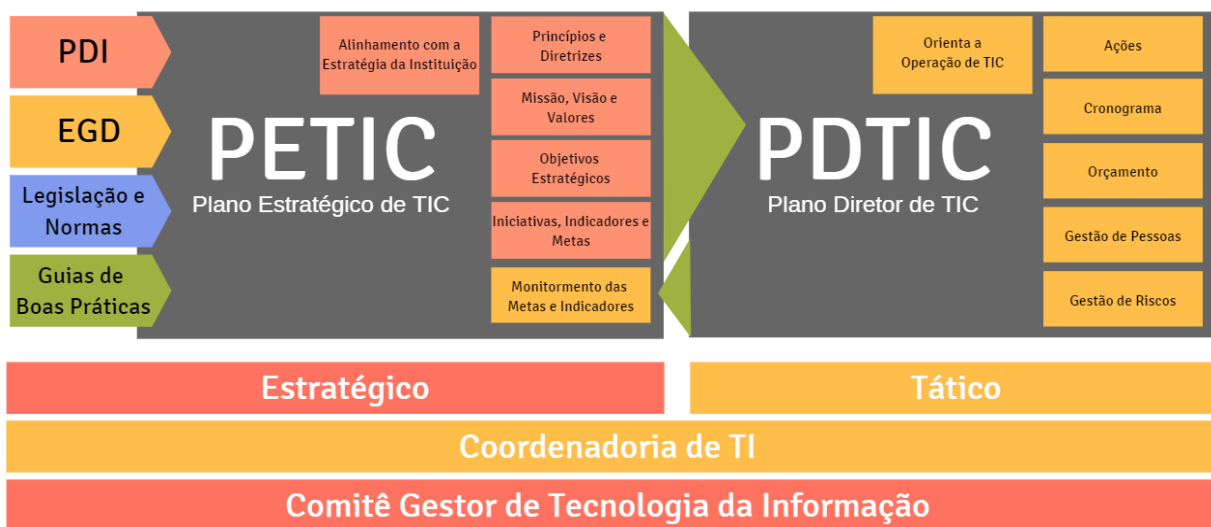 PDI
EGD
Legislação e
Normas
Guias de
Boas Práticas
Alinhamento com a
Estratégia da Instituição
PETIC
Plano Estratégico de TIC
Princípios e
Diretrizes
Missão, Visão e
Valores
Objetivos
Estratégicos
Iniciativas, Indicadores e
Metas
Monitormento das
Metas e Indicadores
Orienta a
Operação de TIC
PDTIC
Plano Diretor de TIC
Ações
Cronograma
Orçamento
Gestão de Pessoas
Gestão de Riscos
Estratégico
Tático
Coordenadoria de TI
Comitê Gestor de Tecnologia da Informação